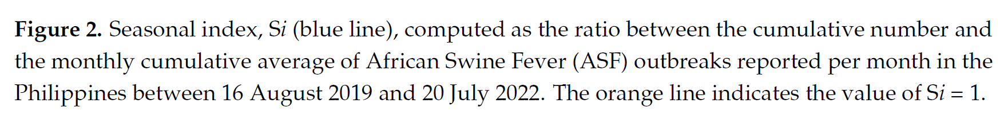 Figure 2. Seasonal index, Si (blue line), computed as the ratio between the cumulative number and
the monthly cumulative average of African Swine Fever (ASF) outbreaks reported per month in the
Philippines between 16 August 2019 and 20 July 2022. The orange line indicates the value of Si = 1.